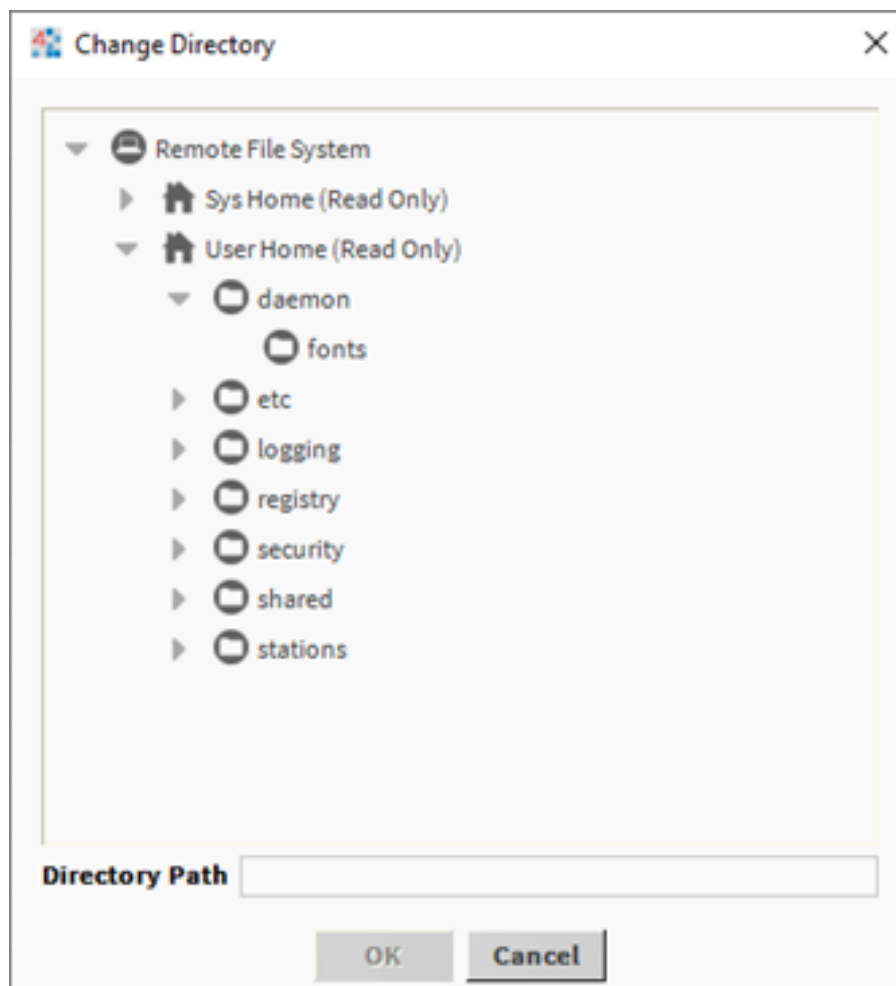 Change Directory
Remote File System
Sys Home (Read Only)
User Home (Read Only)
daemon
fonts
etc
logging
registry
security
shared
stations
Directory Path
OK Cancel